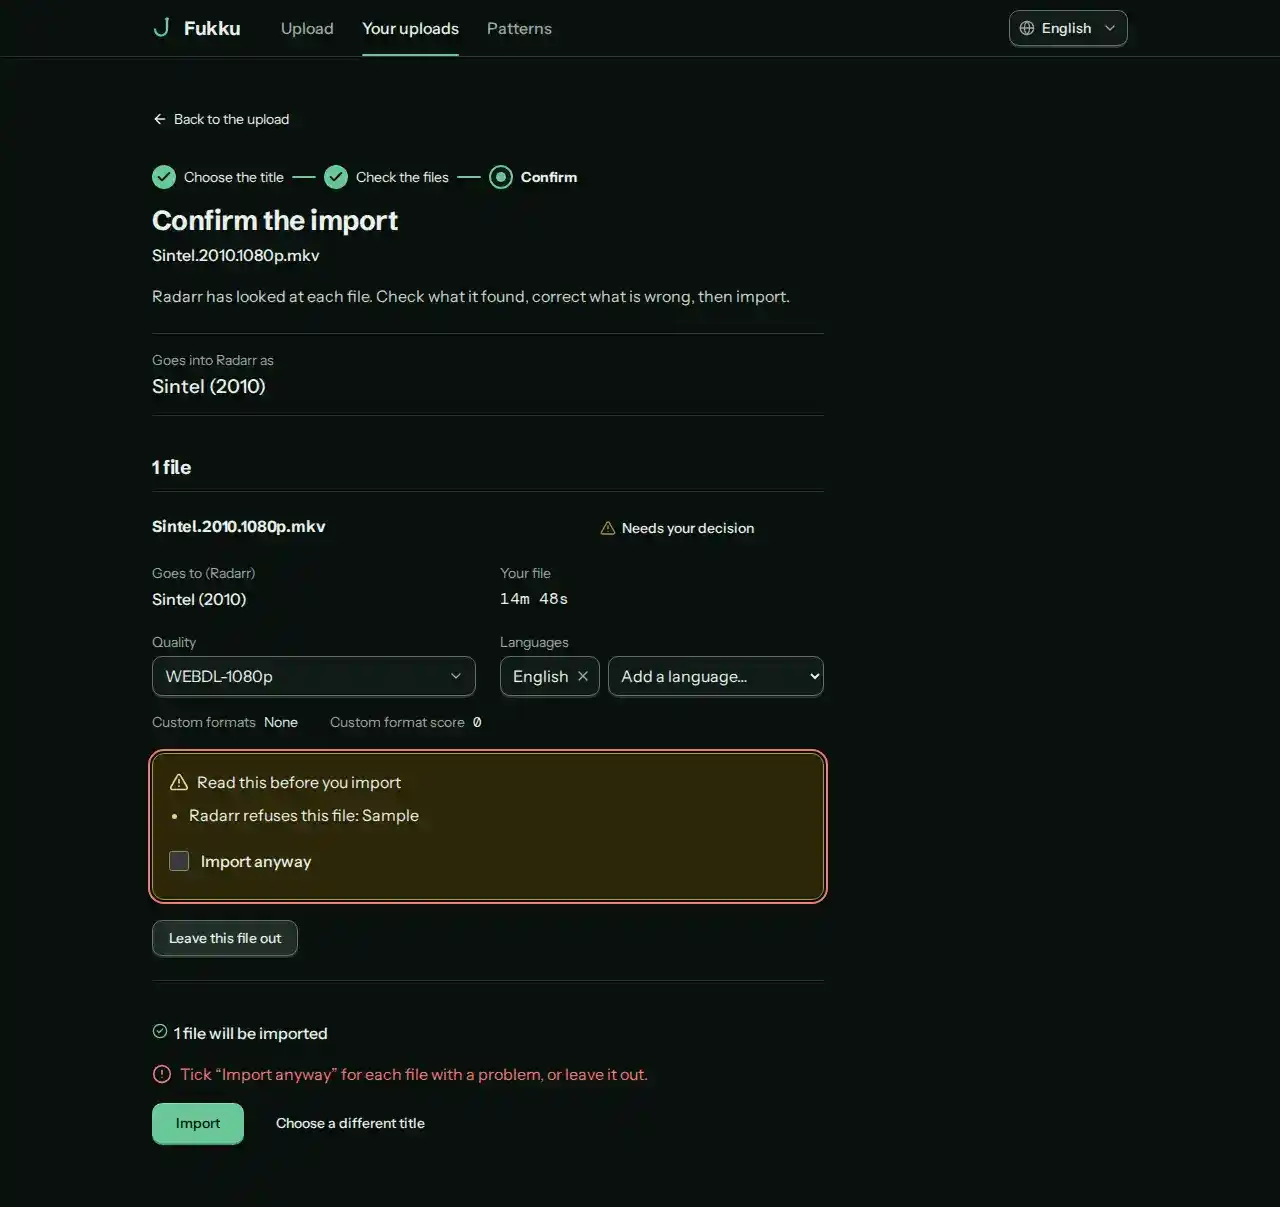 Fukku
Upload
Your uploads
Patterns
English
Back to the upload
Choose the title
Check the files
Confirm
Confirm the import
Sintel.2010.1080p.mkv
Radarr has looked at each file. Check what it found, correct what is wrong, then import.
Goes into Radarr as
Sintel (2010)
1 file
Sintel.2010.1080p.mkv
Needs your decision
Goes to (Radarr)
Sintel (2010)
Your file
14m 48s
Quality
WEBDL-1080p
Languages
English
Add a language...
Custom formats None
Custom format score 0
Read this before you import
• Radarr refuses this file: Sample
Import anyway
Leave this file out
1 file will be imported
Tick “Import anyway” for each file with a problem, or leave it out.
Import
Choose a different title